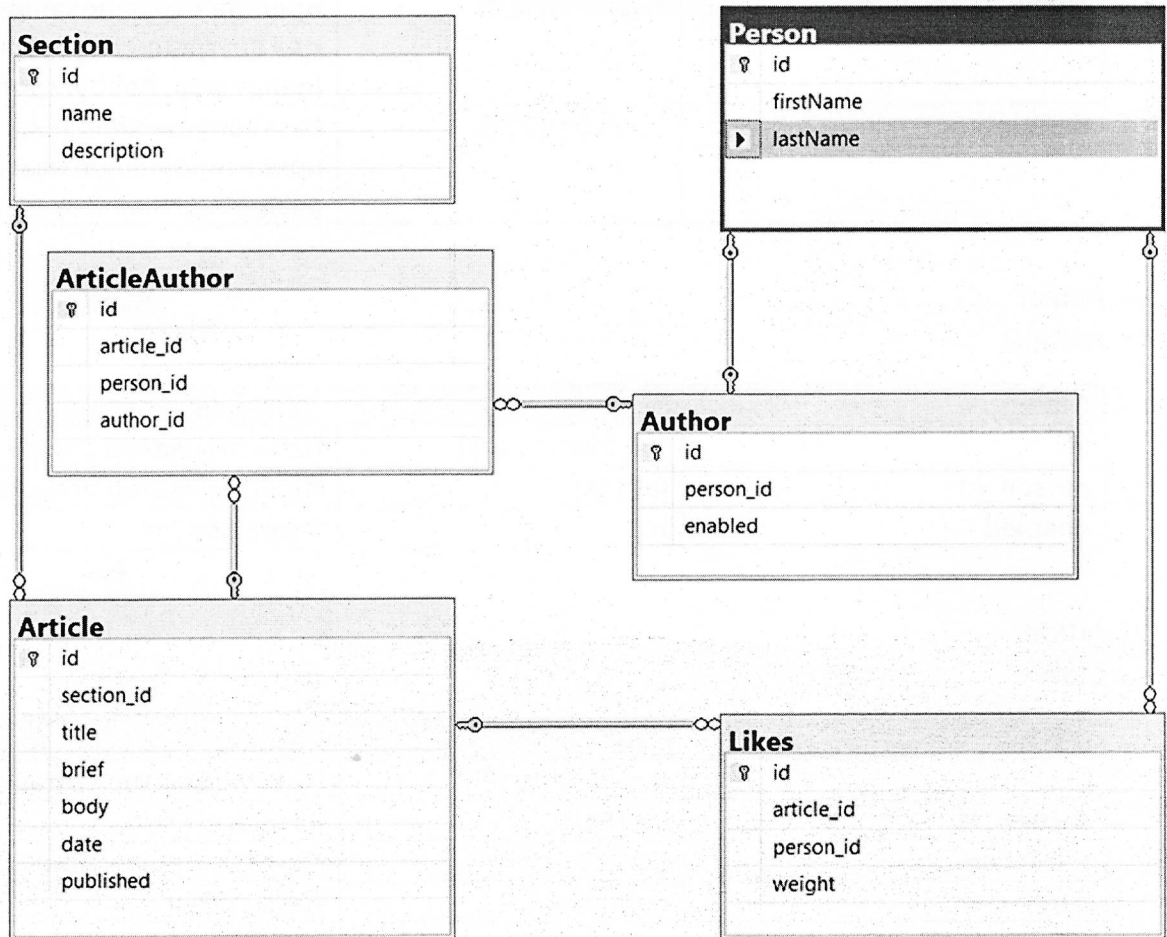 Section
id
name
description
Person
id
firstName
lastName
ArticleAuthor
id
article_id
person_id
author_id
Author
id
person_id
enabled
Article
id
section_id
title
brief
body
date
published
Likes
id
article_id
person_id
weight